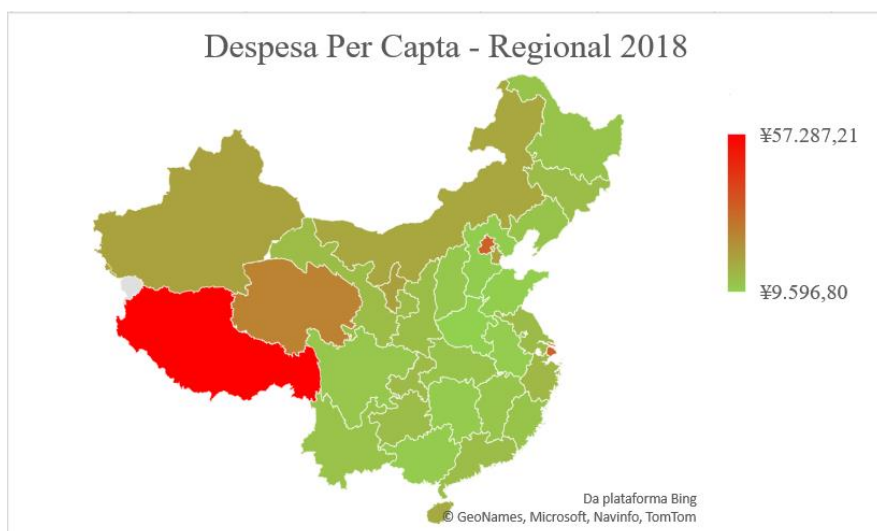 Despesa Per Capta - Regional 2018
¥57.287,21
¥9.596,80
Da plataforma Bing
© GeoNames, Microsoft, Navinfo, TomTom